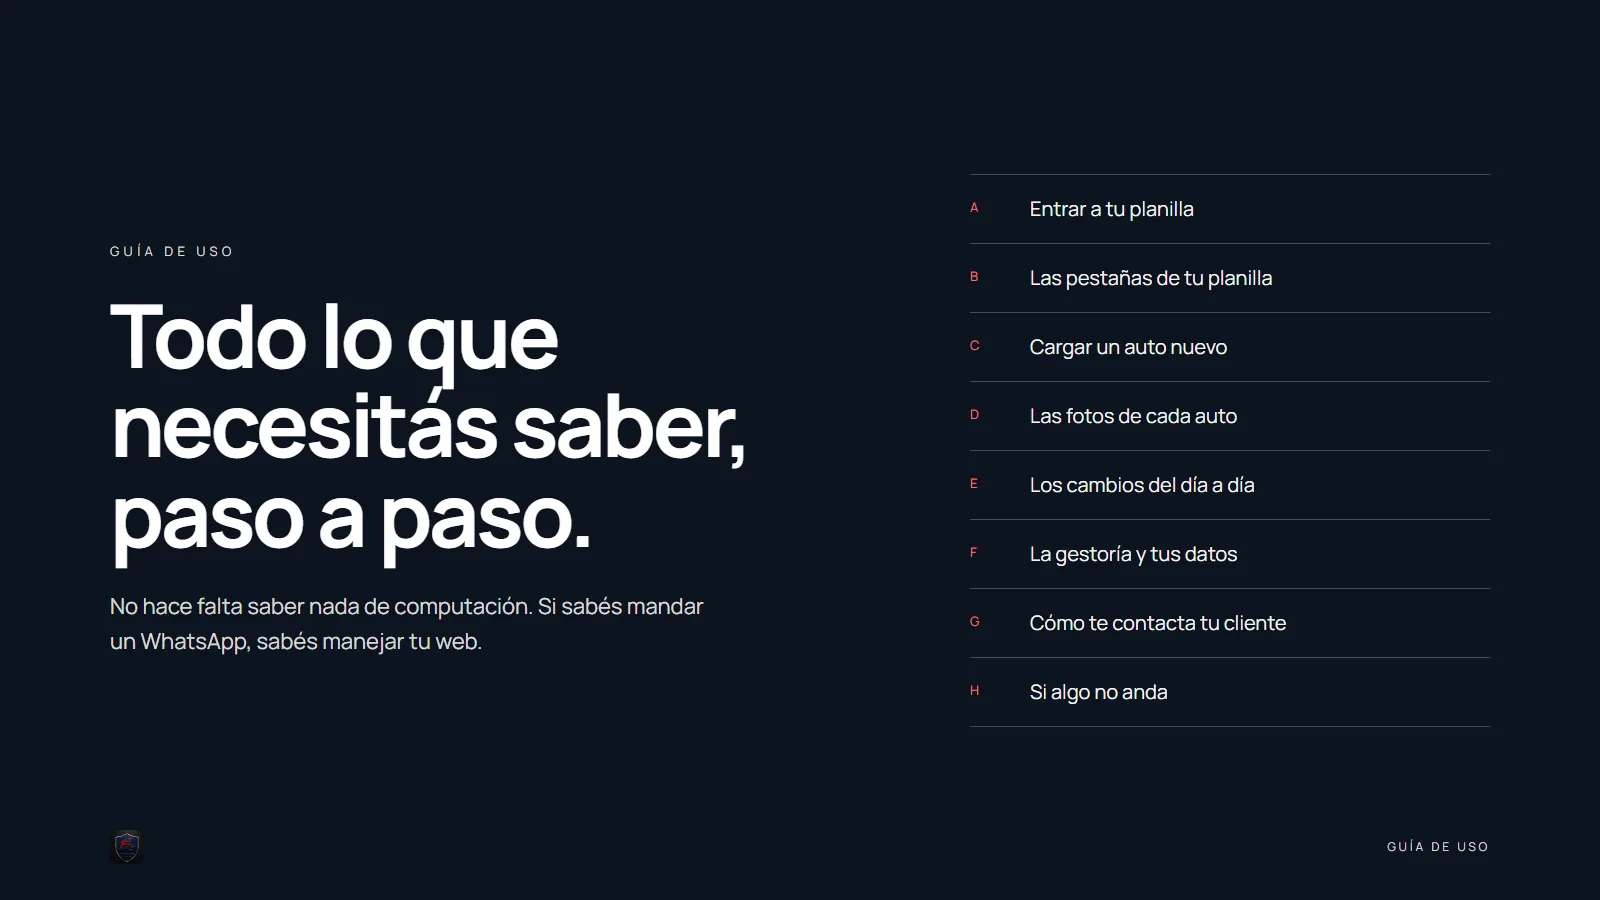 GUÍA DE USO
Todo lo que
necesitás saber,
paso a paso.
No hace falta saber nada de computación. Si sabés mandar
un WhatsApp, sabés manejar tu web.
A Entrar a tu planilla
B Las pestañas de tu planilla
C Cargar un auto nuevo
D Las fotos de cada auto
E Los cambios del día a día
F La gestoría y tus datos
G Cómo te contacta tu cliente
H Si algo no anda
GUÍA DE USO